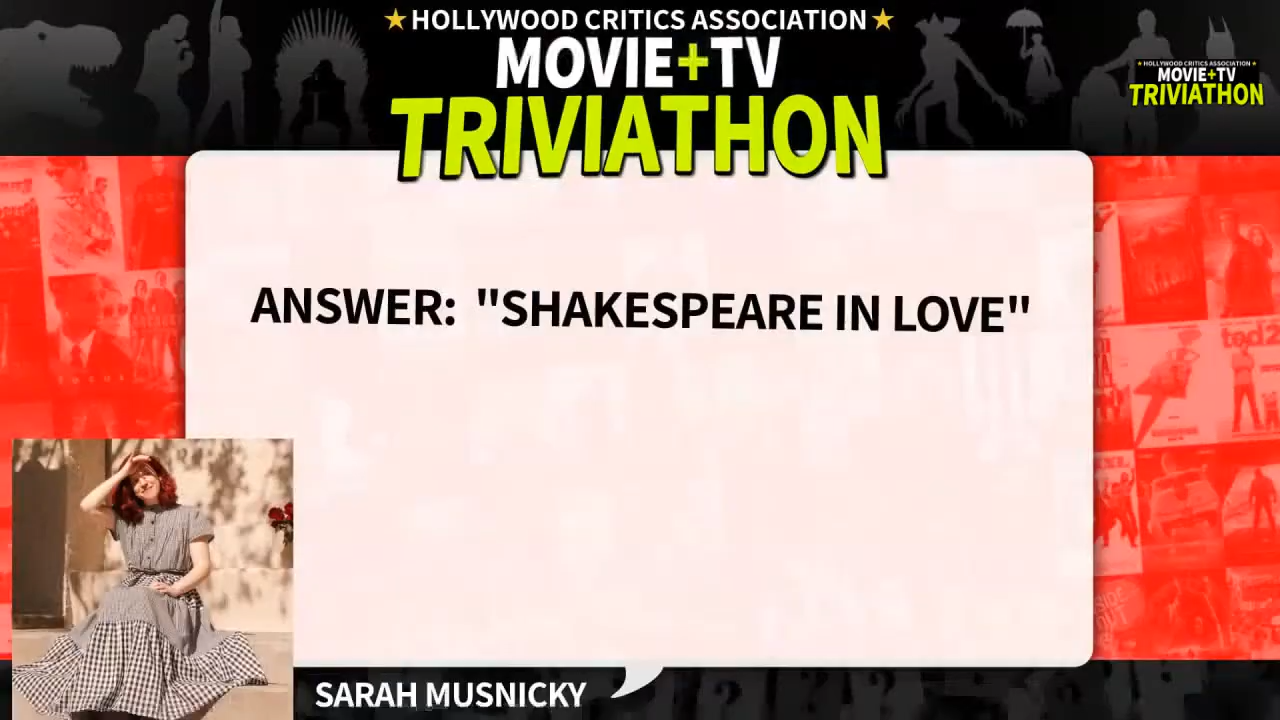 ★HOLLYWOOD CRITICS ASSOCIATION★
MOVIE+TV
TRIVIATHON
★HOLLYWOOD CRITICS ASSOCIATION★
MOVIE+TV
TRIVIATHON
ANSWER: "SHAKESPEARE IN LOVE"
ted2
SARAH MUSNICKY